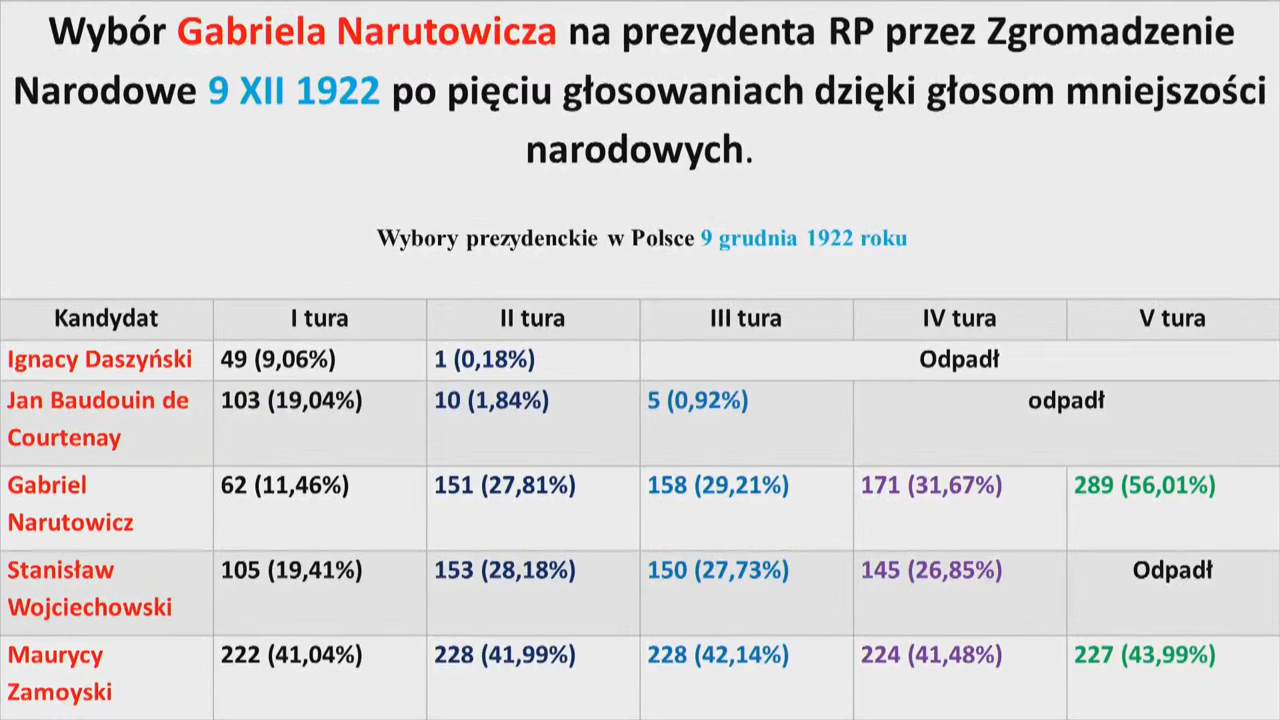 Wybór Gabriela Narutowicza na prezydenta RP przez Zgromadzenie
Narodowe 9 XII 1922 po pięciu głosowaniach dzięki głosom mniejszości
narodowych.
Wybory prezydenckie w Polsce 9 grudnia 1922 roku
Kandydat I tura II tura III tura IV tura V tura
Ignacy Daszyński 49 (9,06%) 1 (0,18%) Odpadł
Jan Baudouin de 103 (19,04%) 10 (1,84%) 5 (0,92%) odpadł
Courtenay
Gabriel 62 (11,46%) 151 (27,81%) 158 (29,21%) 171 (31,67%) 289 (56,01%)
Narutowicz
Stanisław 105 (19,41%) 153 (28,18%) 150 (27,73%) 145 (26,85%) Odpadł
Wojciechowski
Maurycy 222 (41,04%) 228 (41,99%) 228 (42,14%) 224 (41,48%) 227 (43,99%)
Zamoyski